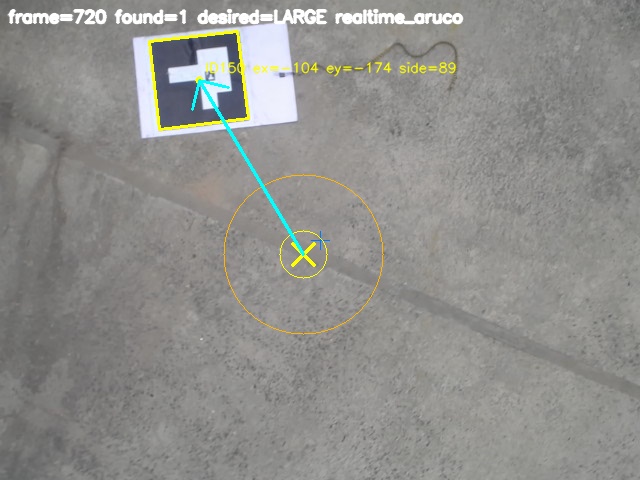 frame=720 found=1 desired=LARGE realtime_aruco
ID150 ex=-104 ey=-174 side=89